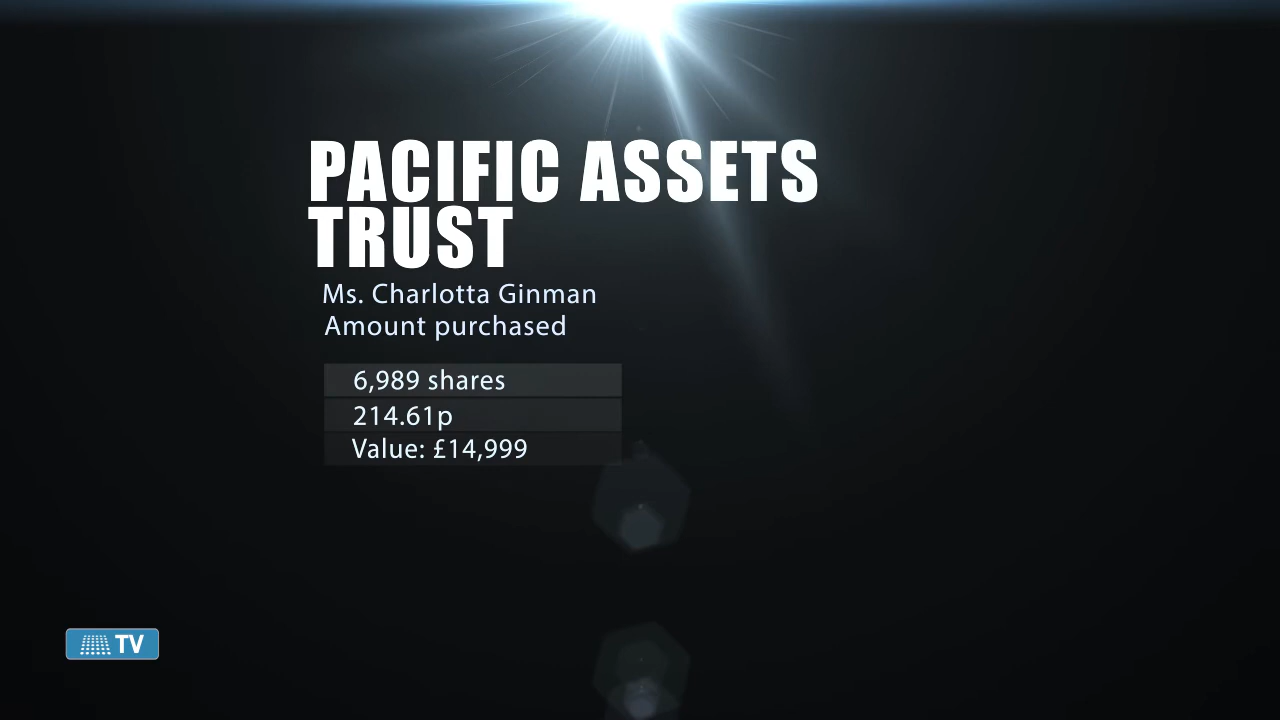 PACIFIC ASSETS
TRUST
Ms. Charlotta Ginman
Amount purchased
6,989 shares
214.61p
Value: £14,999
TV